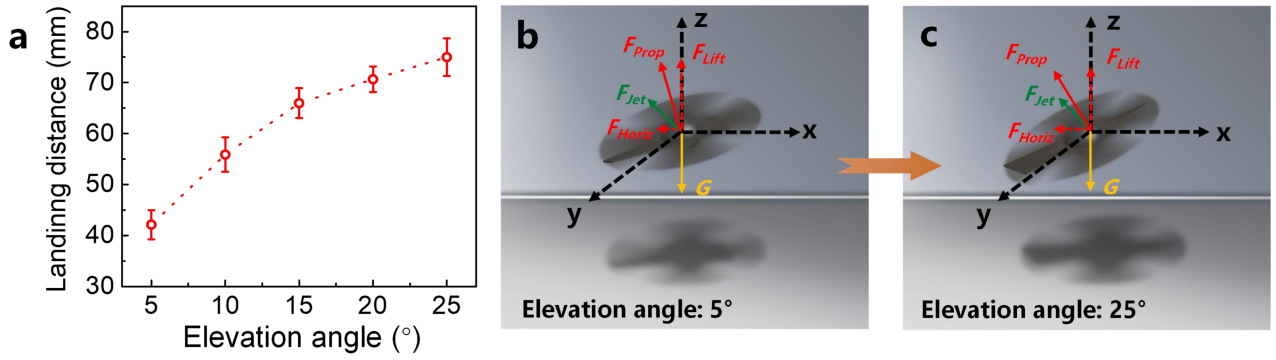 a
Landinng distance (mm)
80
70
60
50
40
30
5 10 15 20 25
Elevation angle (°)
b
z
F_Prop
F_Lift
F_Jet
F_Horiz
x
G
y
Elevation angle: 5°
c
z
F_Prop
F_Lift
F_Jet
F_Horiz
x
G
y
Elevation angle: 25°